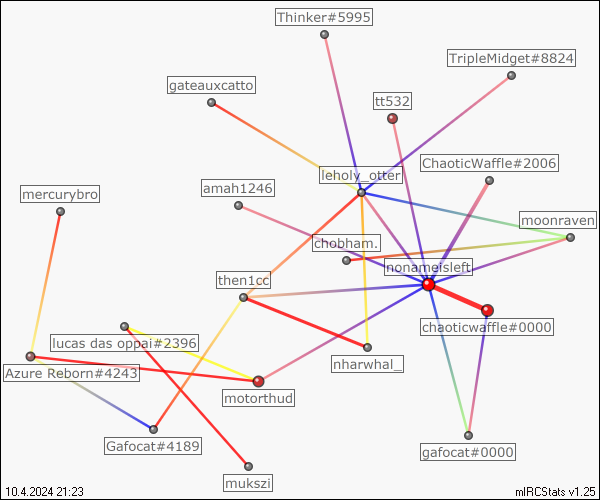 Thinker#5995
TripleMidget#8824
gateauxcatto
tt532
ChaoticWaffle#2006
leholy_otter
amah1246
mercurybro
moonraven
chobham.
nonameisleft
then1cc
chaoticwaffle#0000
lucas das oppai#2396
nharwhal_
Azure Reborn#4243
motorthud
Gafocat#4189
gafocat#0000
mukszi
10.4.2024 21:23
mIRCStats v1.25